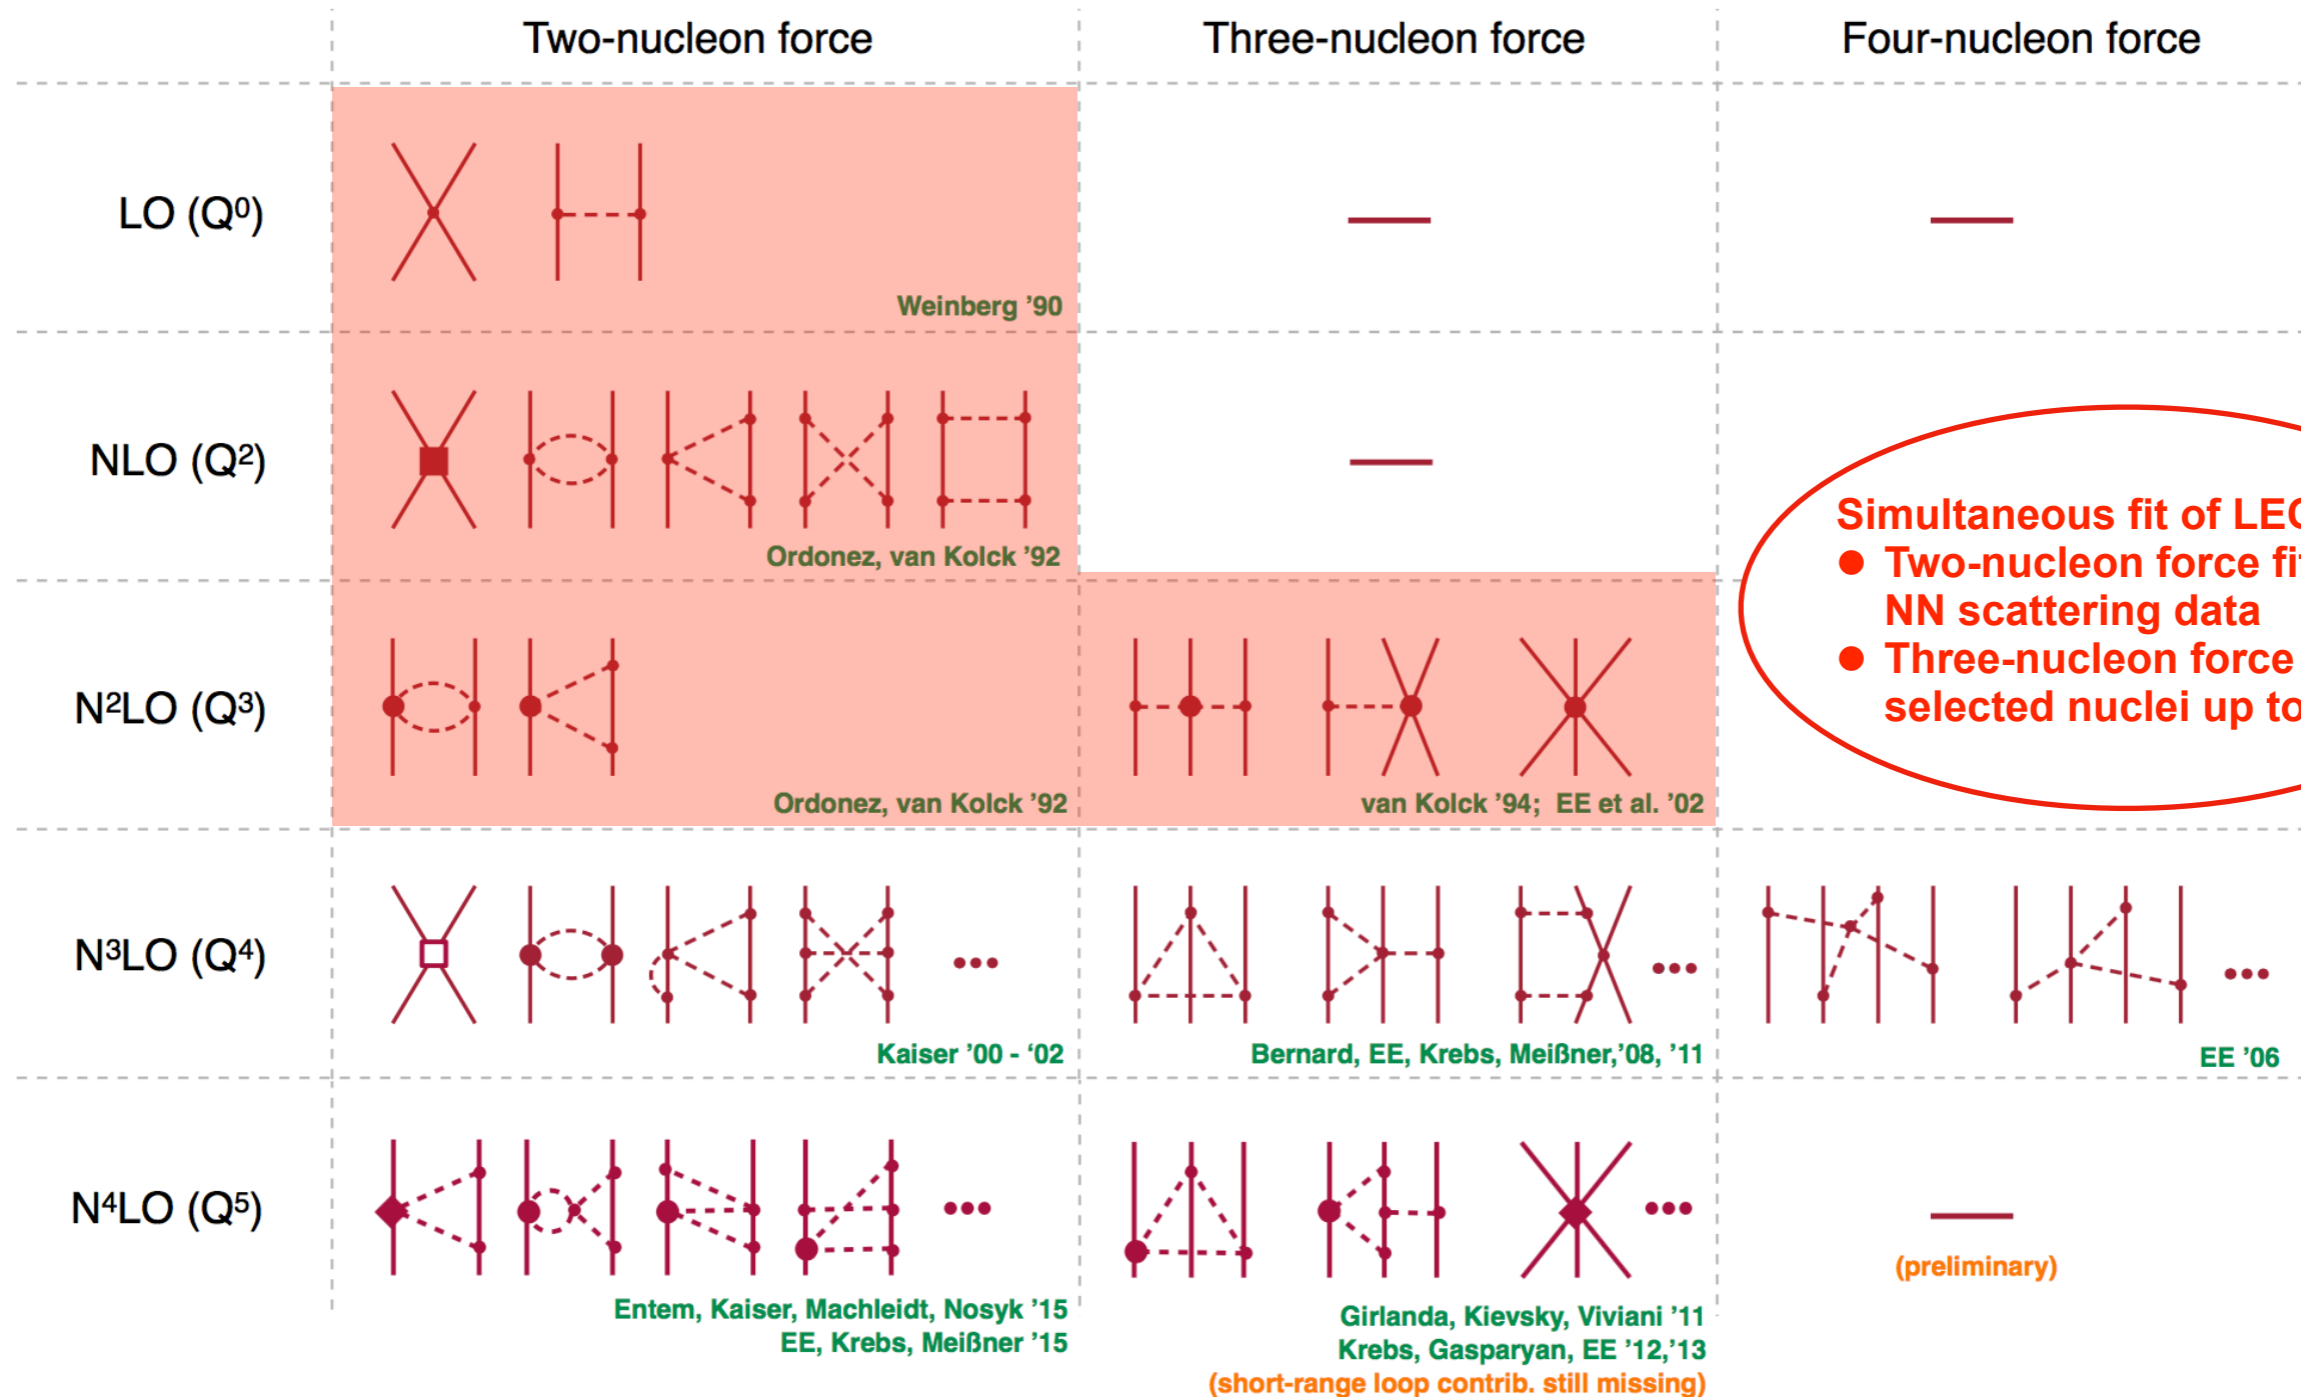 Two-nucleon force
Three-nucleon force
Four-nucleon force
LO (Q⁰)
Weinberg '90
NLO (Q²)
Ordonez, van Kolck '92
Simultaneous fit of
● Two-nucleon force
NN scattering data
● Three-nucleon force
selected nuclei up to
N²LO (Q³)
Ordonez, van Kolck '92
van Kolck '94; EE et al. '02
N³LO (Q⁴)
Kaiser '00 - '02
Bernard, EE, Krebs, Meißner,'08, '11
EE '06
N⁴LO (Q⁵)
Entem, Kaiser, Machleidt, Nosyk '15
EE, Krebs, Meißner '15
Girlanda, Kievsky, Viviani '11
Krebs, Gasparyan, EE '12,'13
(short-range loop contrib. still missing)
(preliminary)